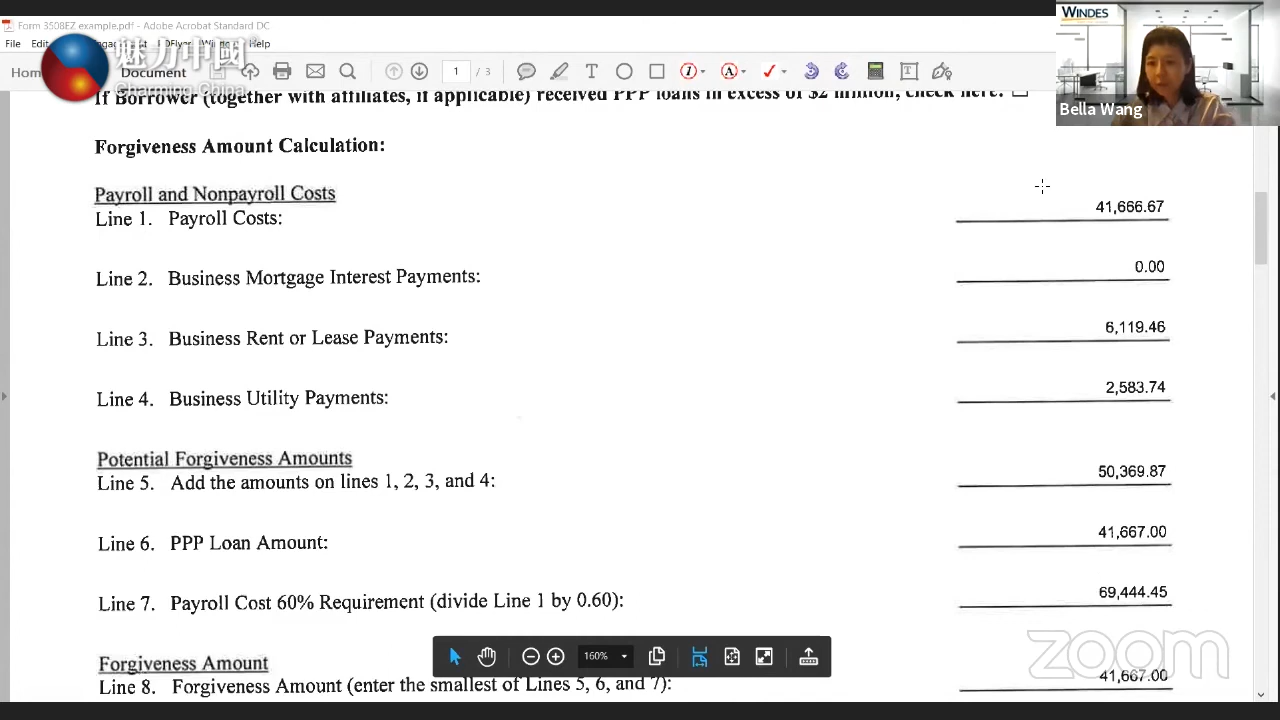 Form 3508EZ example.pdf - Adobe Acrobat Standard DC
File Help
魅力中國
Charming China
Document
1 / 3
WINDES
Bella Wang
If Borrower (together with affiliates, if applicable) received PPP loans in excess of $2 million, check here:
Forgiveness Amount Calculation:
Payroll and Nonpayroll Costs
Line 1. Payroll Costs: 41,666.67
Line 2. Business Mortgage Interest Payments: 0.00
Line 3. Business Rent or Lease Payments: 6,119.46
Line 4. Business Utility Payments: 2,583.74
Potential Forgiveness Amounts
Line 5. Add the amounts on lines 1, 2, 3, and 4: 50,369.87
Line 6. PPP Loan Amount: 41,667.00
Line 7. Payroll Cost 60% Requirement (divide Line 1 by 0.60): 69,444.45
Forgiveness Amount
Line 8. Forgiveness Amount (enter the smallest of Lines 5, 6, and 7): 41,667.00
160%
zoom